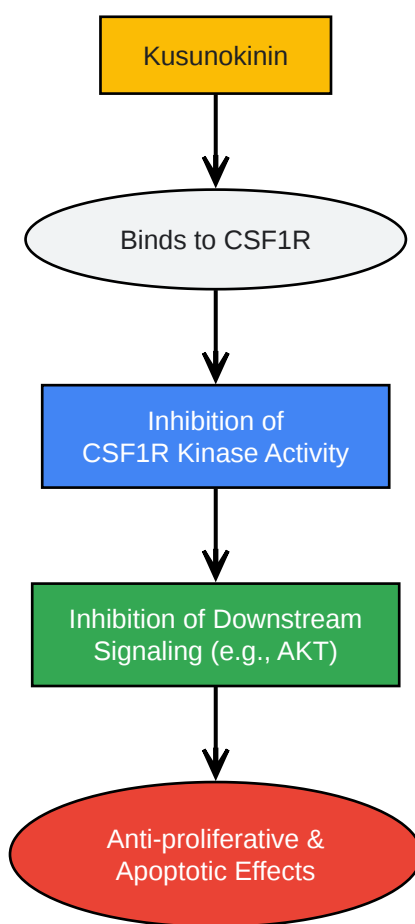 Kusunokinin
Binds to CSF1R
Inhibition of
CSF1R Kinase Activity
Inhibition of Downstream
Signaling (e.g., AKT)
Anti-proliferative &
Apoptotic Effects